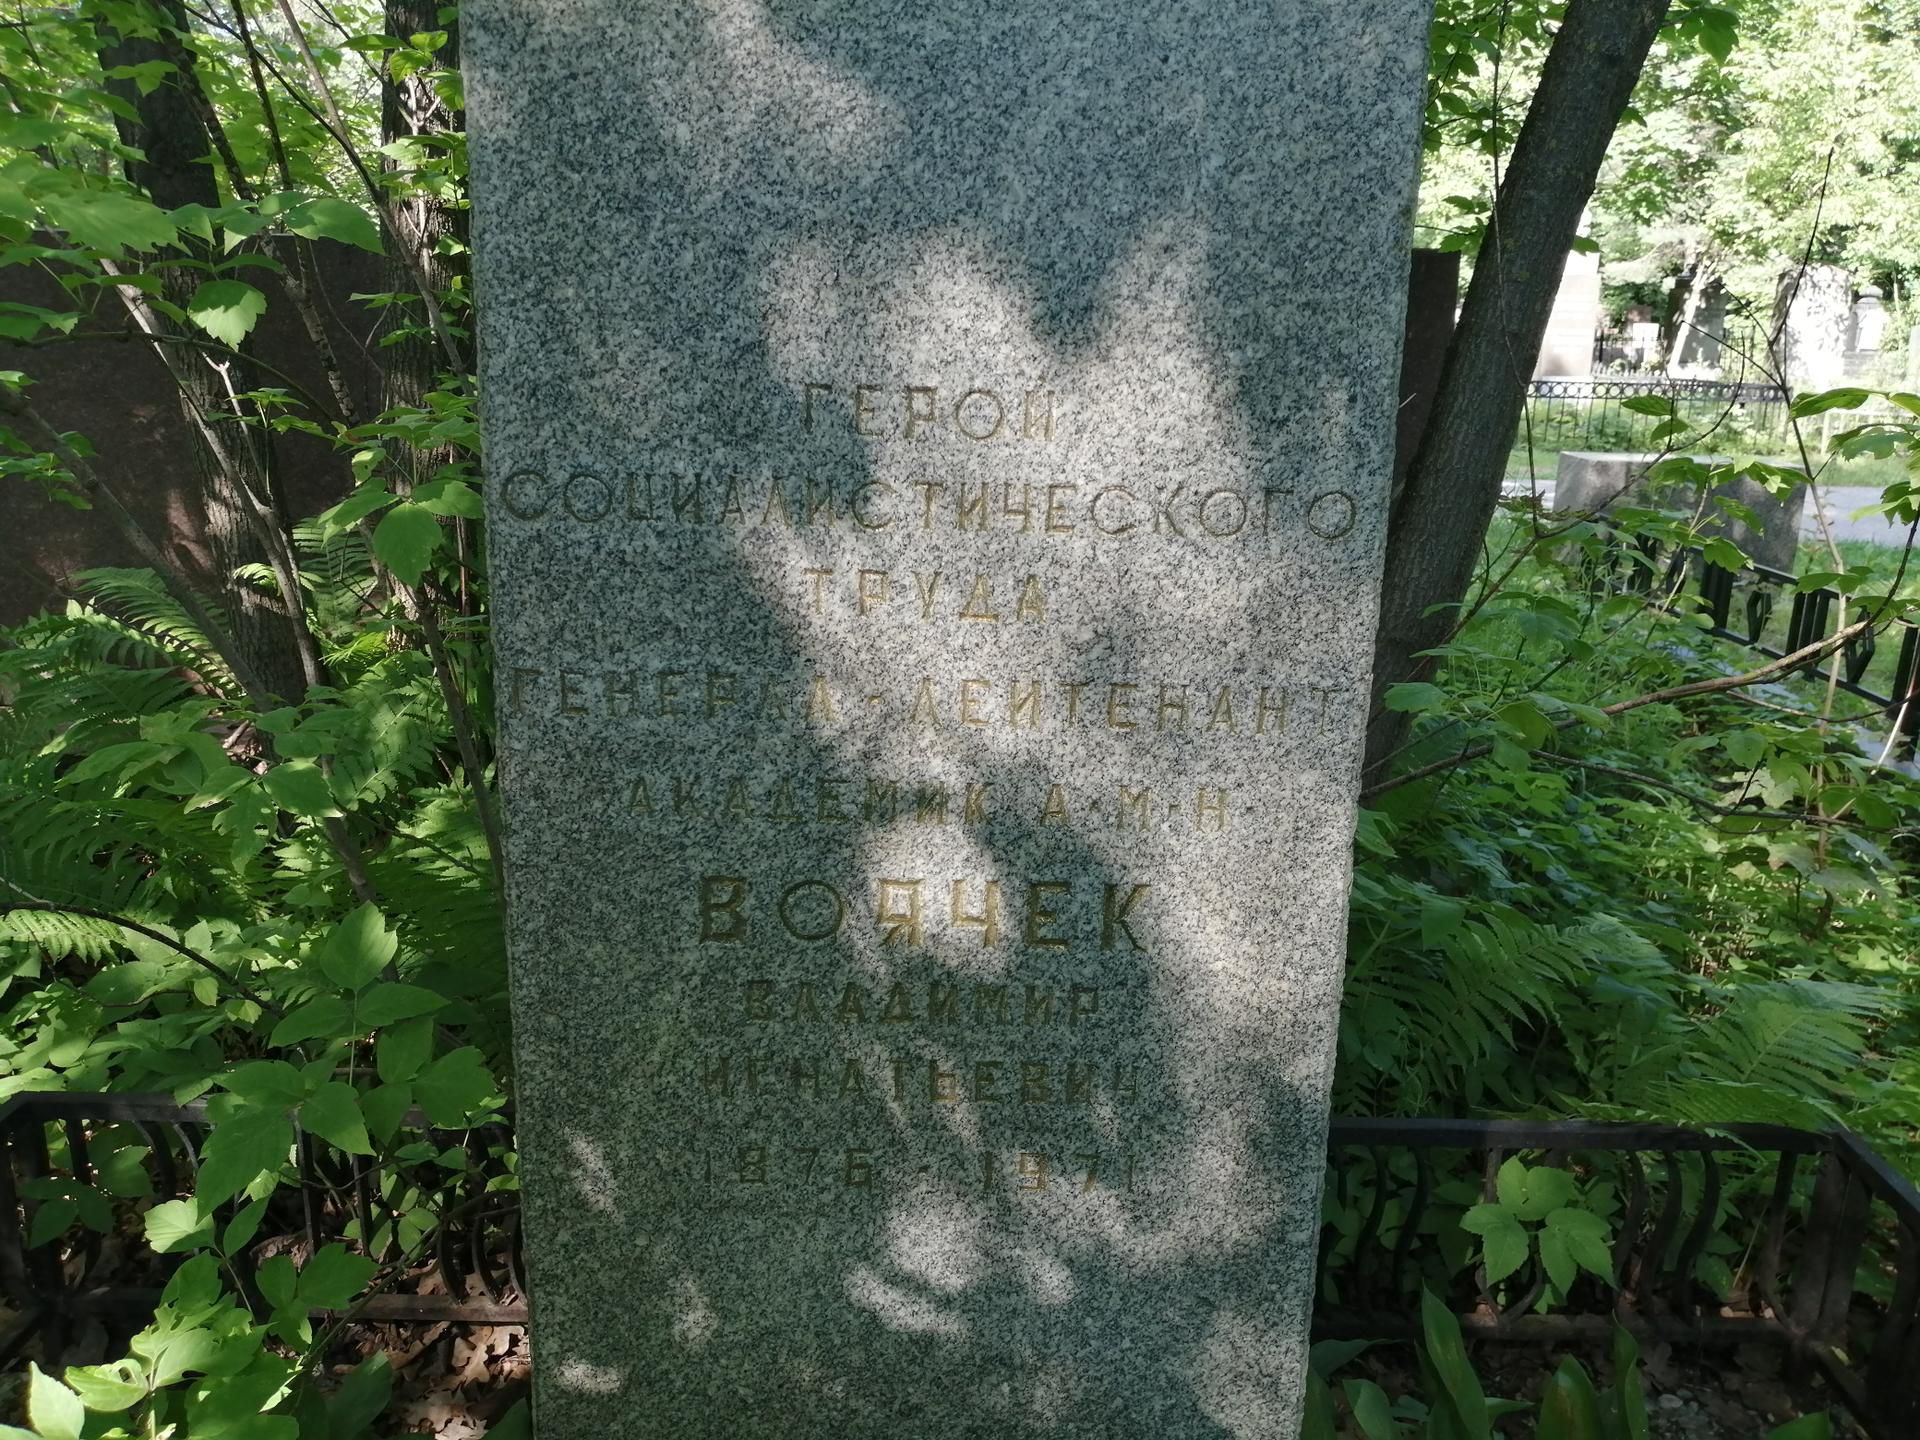 ГЕРОЙ
СОЦИАЛИСТИЧЕСКОГО
ТРУДА
ГЕНЕРАЛ-ЛЕЙТЕНАНТ
АКАДЕМИК А·М·Н
ВОЯЧЕК
ВЛАДИМИР
ИГНАТЬЕВИЧ
1876-1971